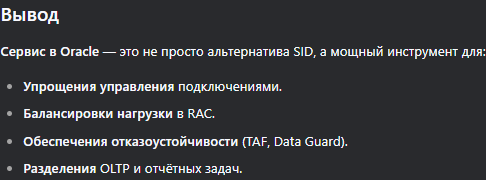 Вывод
Сервис в Oracle — это не просто альтернатива SID, а мощный инструмент для:
• Упрощения управления подключениями.
• Балансировки нагрузки в RAC.
• Обеспечения отказоустойчивости (TAF, Data Guard).
• Разделения OLTP и отчётных задач.